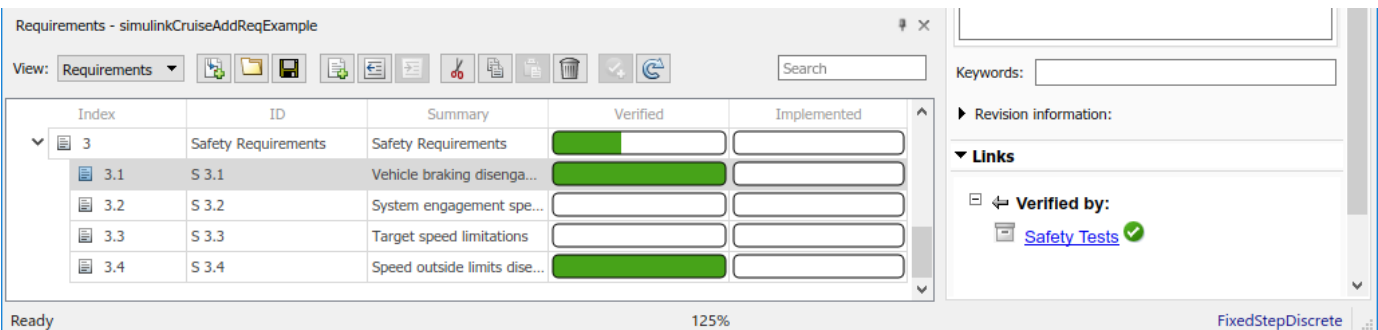 Requirements - simulinkCruiseAddReqExample
View: Requirements Search
Index ID Summary Verified Implemented
3 Safety Requirements Safety Requirements
3.1 S 3.1 Vehicle braking disenga...
3.2 S 3.2 System engagement spe...
3.3 S 3.3 Target speed limitations
3.4 S 3.4 Speed outside limits dise...
Keywords:
Revision information:
Links
Verified by:
Safety Tests
Ready 125% FixedStepDiscrete